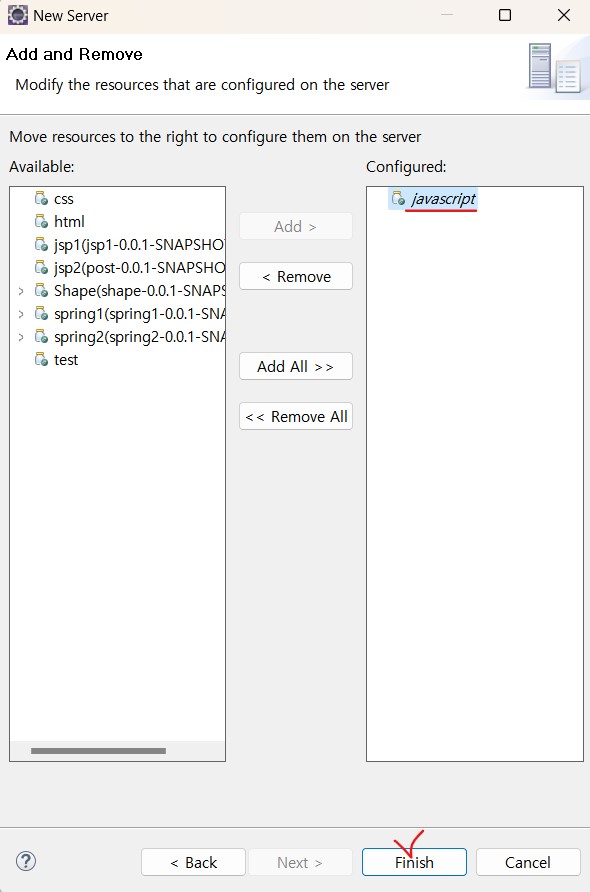 New Server
Add and Remove
Modify the resources that are configured on the server
Move resources to the right to configure them on the server
Available:
Configured:
css
html
jsp1(jsp1-0.0.1-SNAPSHO
jsp2(post-0.0.1-SNAPSHO
Shape(shape-0.0.1-SNAPS
spring1(spring1-0.0.1-SNA
spring2(spring2-0.0.1-SNA
test
Add >
< Remove
Add All >>
<< Remove All
javascript
?
< Back
Next >
Finish
Cancel